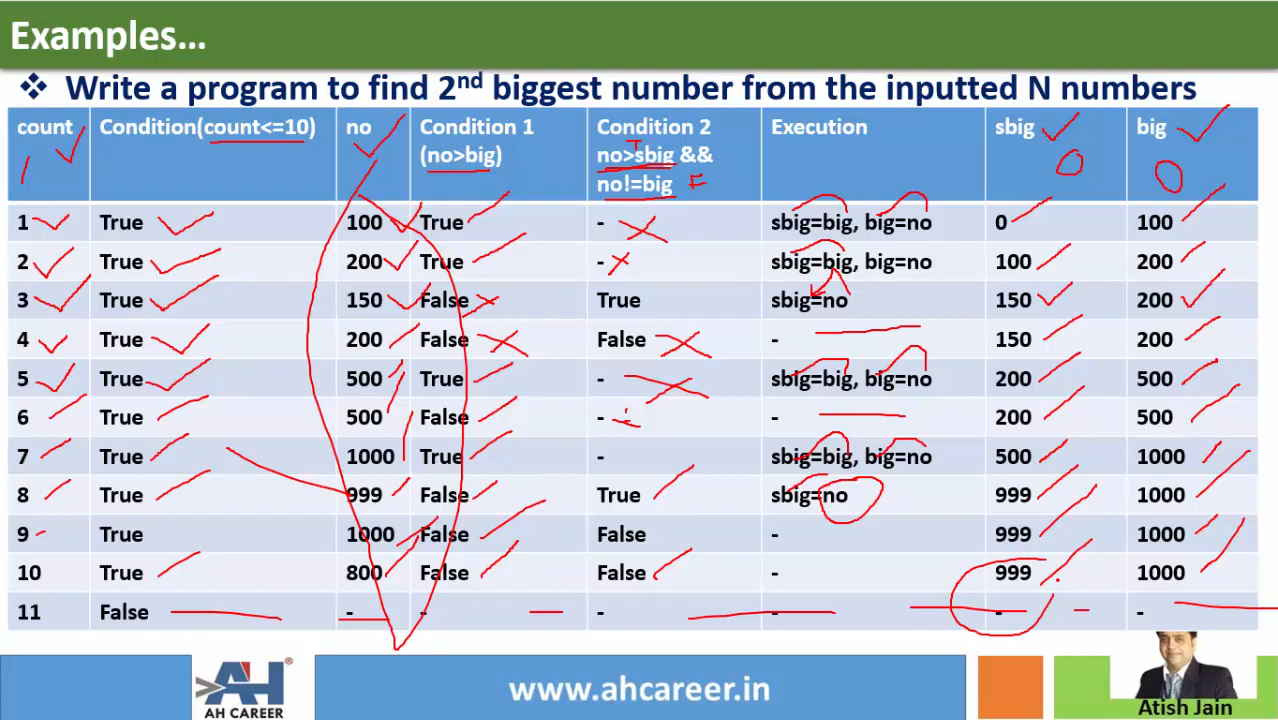 Examples…
❖ Write a program to find 2nd biggest number from the inputted N numbers
count Condition(count<=10) no Condition 1 (no>big) Condition 2 no>sbig && no!=big Execution sbig big
1 T F 0 0
1 True 100 True - sbig=big, big=no 0 100
2 True 200 True - sbig=big, big=no 100 200
3 True 150 False True sbig=no 150 200
4 True 200 False False - 150 200
5 True 500 True - sbig=big, big=no 200 500
6 True 500 False - - 200 500
7 True 1000 True - sbig=big, big=no 500 1000
8 True 999 False True sbig=no 999 1000
9 True 1000 False False - 999 1000
10 True 800 False False - 999 1000
11 False - - - - - -
AH
®
AH CAREER
www.ahcareer.in
Atish Jain